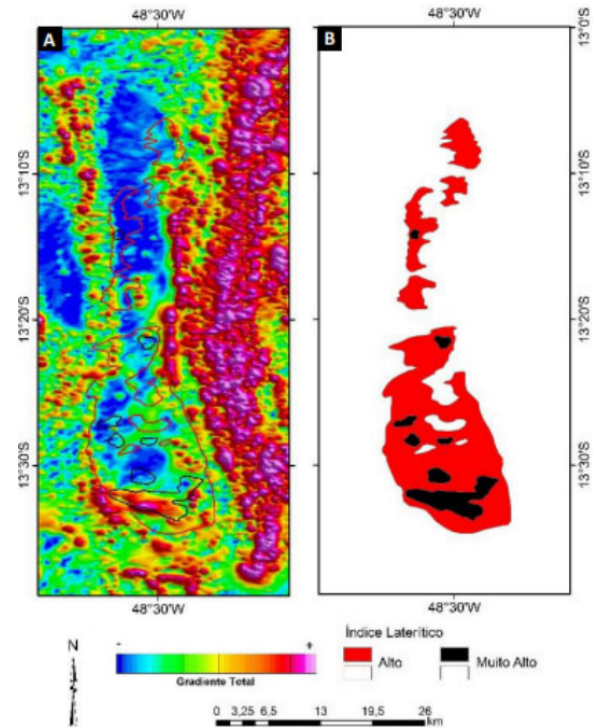 48°30'W
48°30'W
A
B
13°0'S
13°10'S
13°10'S
13°20'S
13°20'S
13°30'S
13°30'S
48°30'W
48°30'W
N
- +
Gradiente Total
Índice Laterítico
Alto
Muito Alto
0 3,25 6,5 13 19,5 26
km